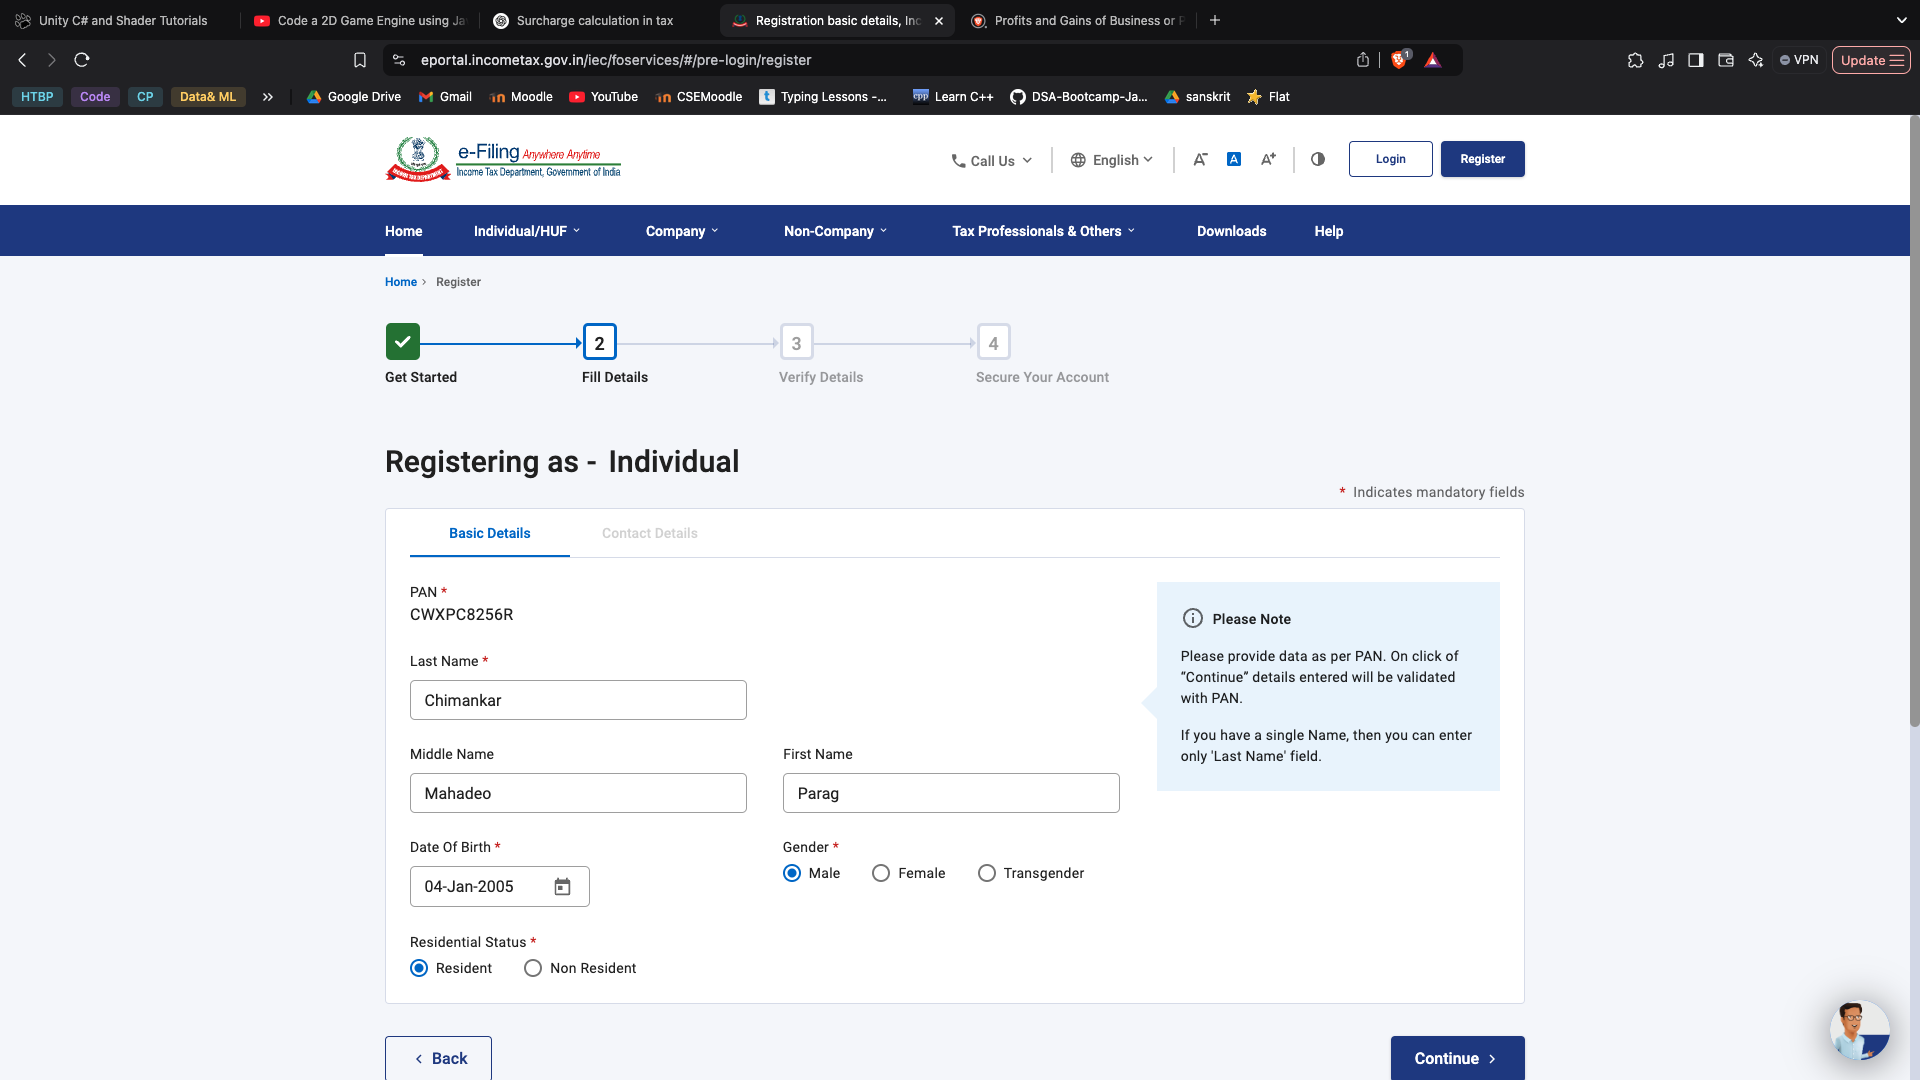 Unity C# and Shader Tutorials
Code a 2D Game Engine using Ja
Surcharge calculation in tax
Registration basic details, Inc
Profits and Gains of Business or P
eportal.incometax.gov.in/iec/foservices/#/pre-login/register
1
VPN
Update
HTBP
Code
CP
Data& ML
Google Drive
Gmail
Moodle
YouTube
CSEMoodle
Typing Lessons -...
Learn C++
DSA-Bootcamp-Ja...
sanskrit
Flat
e-Filing Anywhere Anytime
Income Tax Department, Government of India
Call Us
English
A-
A
A+
Login
Register
Home
Individual/HUF
Company
Non-Company
Tax Professionals & Others
Downloads
Help
Home > Register
2
3
4
Get Started
Fill Details
Verify Details
Secure Your Account
Registering as - Individual
* Indicates mandatory fields
Basic Details
Contact Details
PAN *
CWXPC8256R
Last Name *
Chimankar
Middle Name
First Name
Mahadeo
Parag
Date Of Birth *
Gender *
04-Jan-2005
Male
Female
Transgender
Residential Status *
Resident
Non Resident
Please Note
Please provide data as per PAN. On click of
“Continue” details entered will be validated
with PAN.
If you have a single Name, then you can enter
only 'Last Name' field.
< Back
Continue >